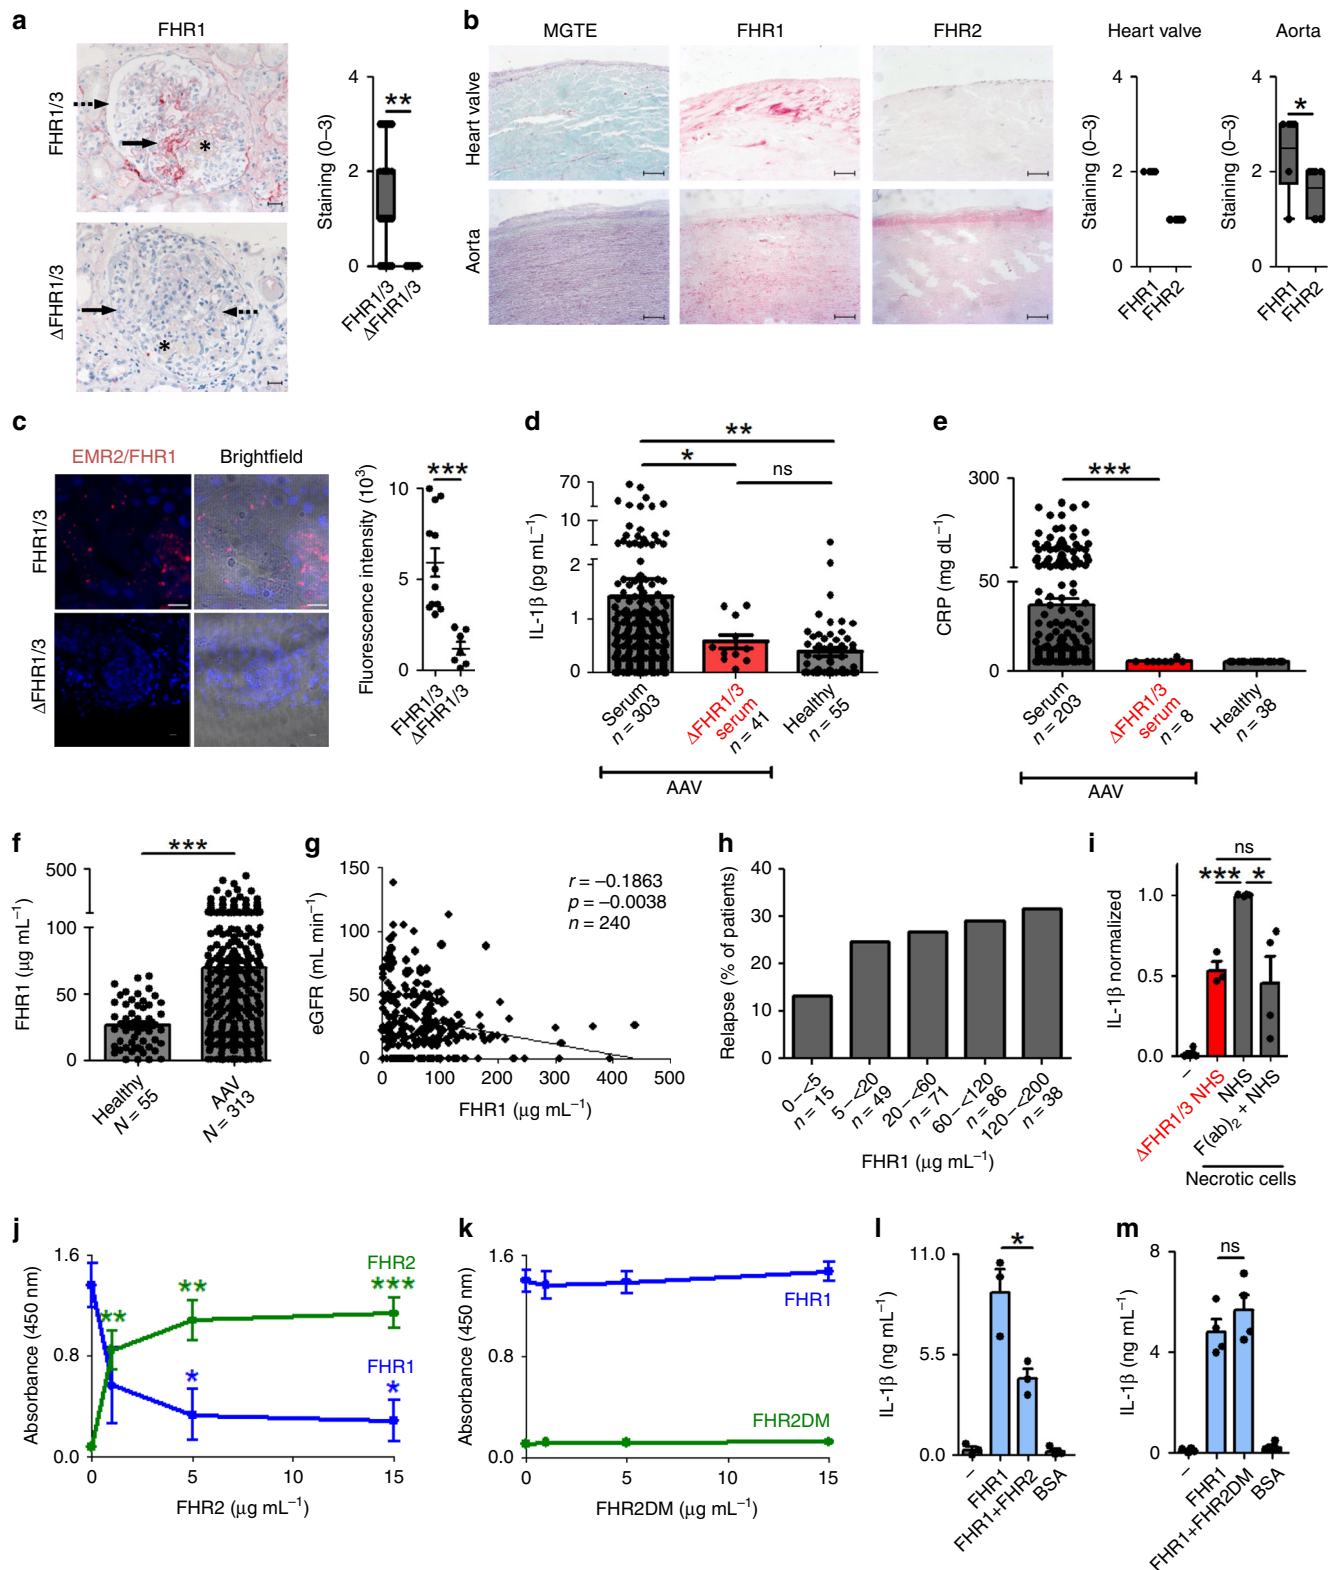 a
FHR1
FHR1/3
*
ΔFHR1/3
*
4
2
0
Staining (0–3)
**
FHR1/3
ΔFHR1/3
b
MGTE
FHR1
FHR2
Heart valve
Aorta
Heart valve
4
2
0
Staining (0–3)
FHR1
FHR2
Aorta
4
2
0
Staining (0–3)
*
FHR1
FHR2
c
EMR2/FHR1
Brightfield
FHR1/3
ΔFHR1/3
Fluorescence intensity (10³)
10
5
0
***
FHR1/3
ΔFHR1/3
d
**
*
ns
70
10
2
1
0
IL-1β (pg mL⁻¹)
Serum
n = 303
ΔFHR1/3
serum
n = 41
Healthy
n = 55
AAV
e
***
300
50
0
CRP (mg dL⁻¹)
Serum
n = 203
ΔFHR1/3
serum
n = 8
Healthy
n = 38
AAV
f
***
500
100
50
0
FHR1 (µg mL⁻¹)
Healthy
N = 55
AAV
N = 313
g
150
100
50
0
eGFR (mL min⁻¹)
r = −0.1863
p = −0.0038
n = 240
0 100 200 300 400 500
FHR1 (µg mL⁻¹)
h
40
30
20
10
0
Relapse (% of patients)
0–<5
n = 15
5–<20
n = 49
20–<60
n = 71
60–<120
n = 86
120–<200
n = 38
FHR1 (µg mL⁻¹)
i
ns
*** *
1.0
0.5
0.0
IL-1β normalized
–
ΔFHR1/3 NHS
NHS
F(ab)₂ + NHS
Necrotic cells
j
1.6
0.8
0.0
Absorbance (450 nm)
FHR2
** ** ***
FHR1
* *
0 5 10 15
FHR2 (µg mL⁻¹)
k
1.6
0.8
0.0
Absorbance (450 nm)
FHR1
FHR2DM
0 5 10 15
FHR2DM (µg mL⁻¹)
l
*
11.0
5.5
0.0
IL-1β (ng mL⁻¹)
–
FHR1
FHR1+FHR2
BSA
m
ns
8
4
0
IL-1β (ng mL⁻¹)
–
FHR1
FHR1+FHR2DM
BSA